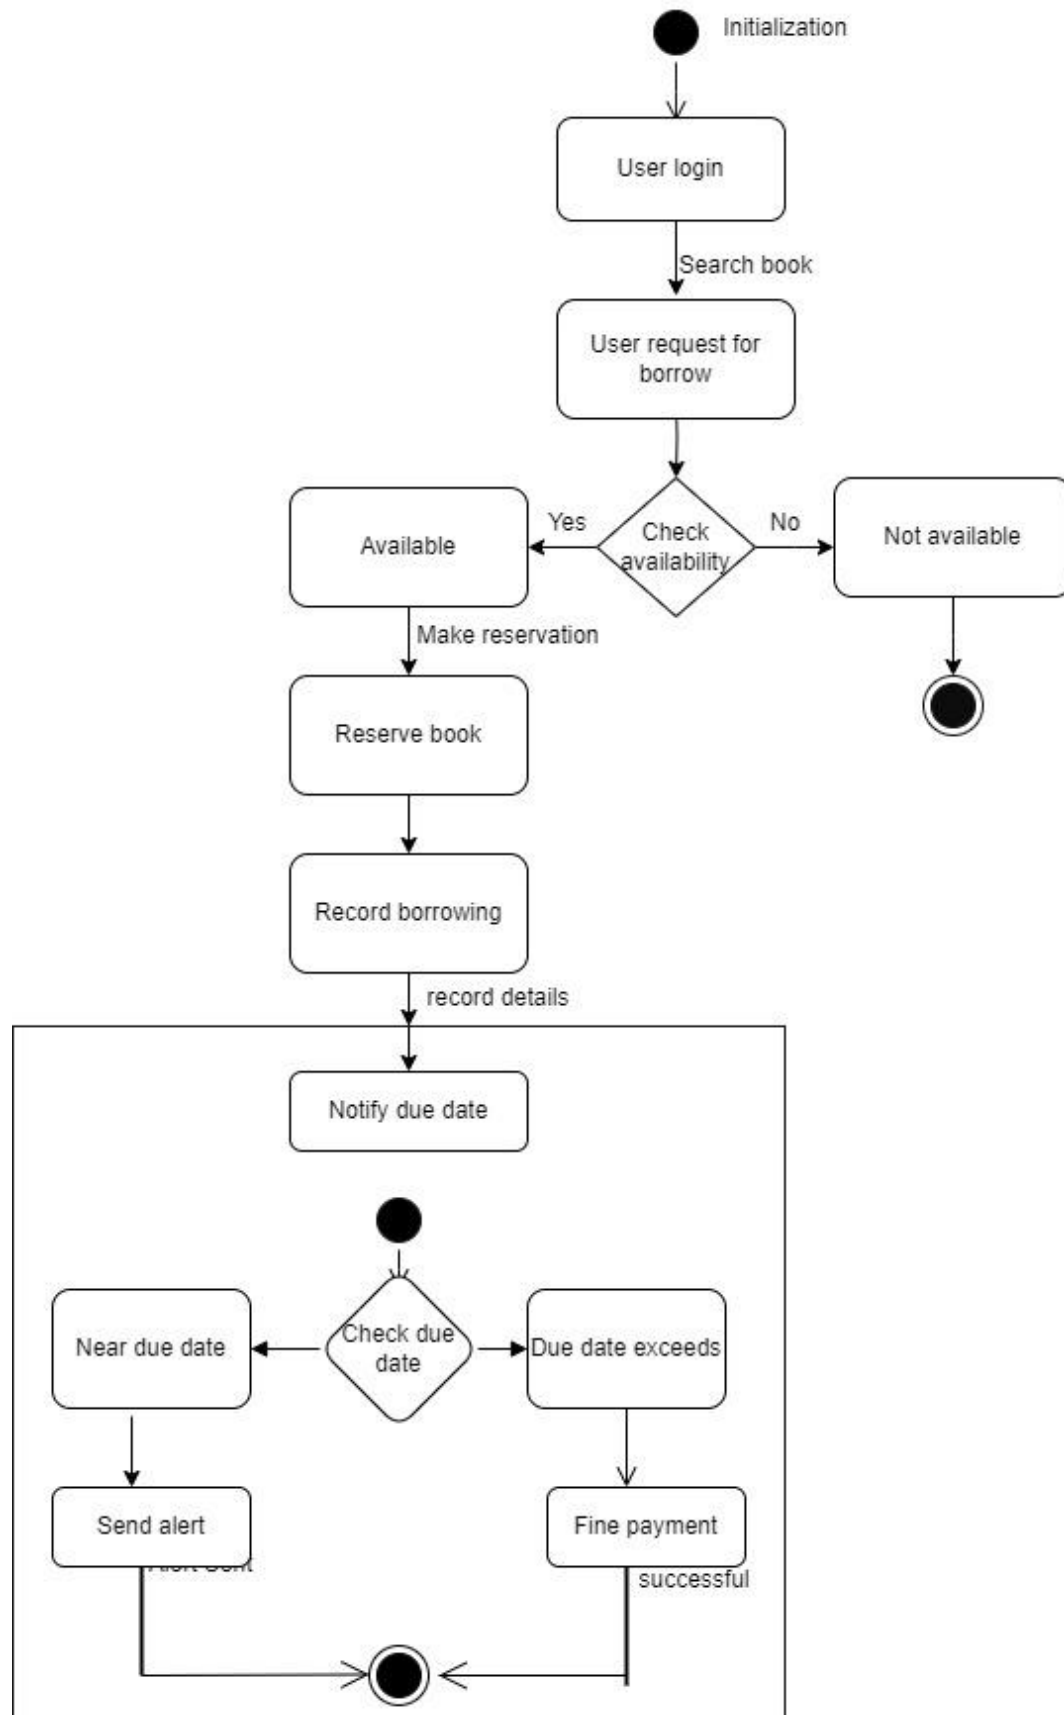 Initialization
User login
Search book
User request for
borrow
Yes
Check
availability
No
Available
Not available
Make reservation
Reserve book
Record borrowing
record details
Notify due date
Near due date
Check due
date
Due date exceeds
Send alert
Fine payment
Alert Sent
successful